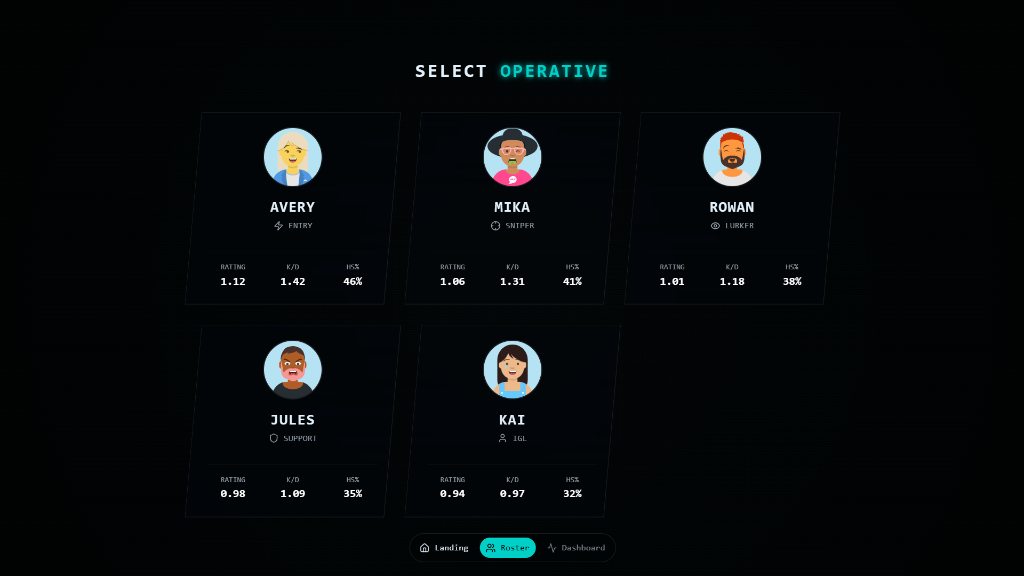 SELECT OPERATIVE
AVERY
ENTRY
RATING K/D HS%
1.12 1.42 46%
MIKA
SNIPER
RATING K/D HS%
1.06 1.31 41%
ROWAN
LURKER
RATING K/D HS%
1.01 1.18 38%
JULES
SUPPORT
RATING K/D HS%
0.98 1.09 35%
KAI
IGL
RATING K/D HS%
0.94 0.97 32%
Landing Roster Dashboard